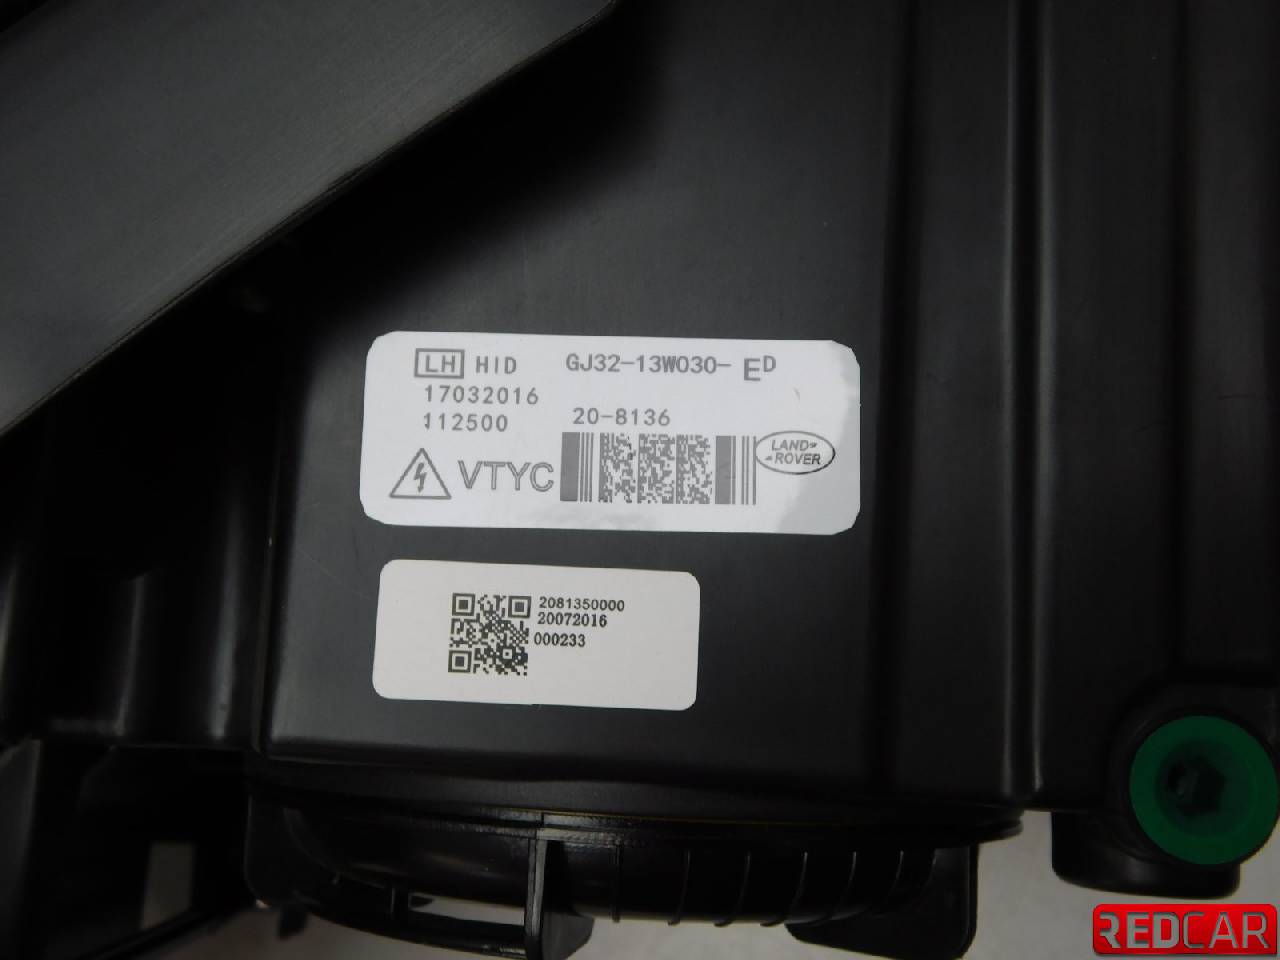 LH HID GJ32-13W030- ED
17032016
112500 20-8136
VTYC
LAND-
-ROVER
2081350000
20072016
000233
REDCAR